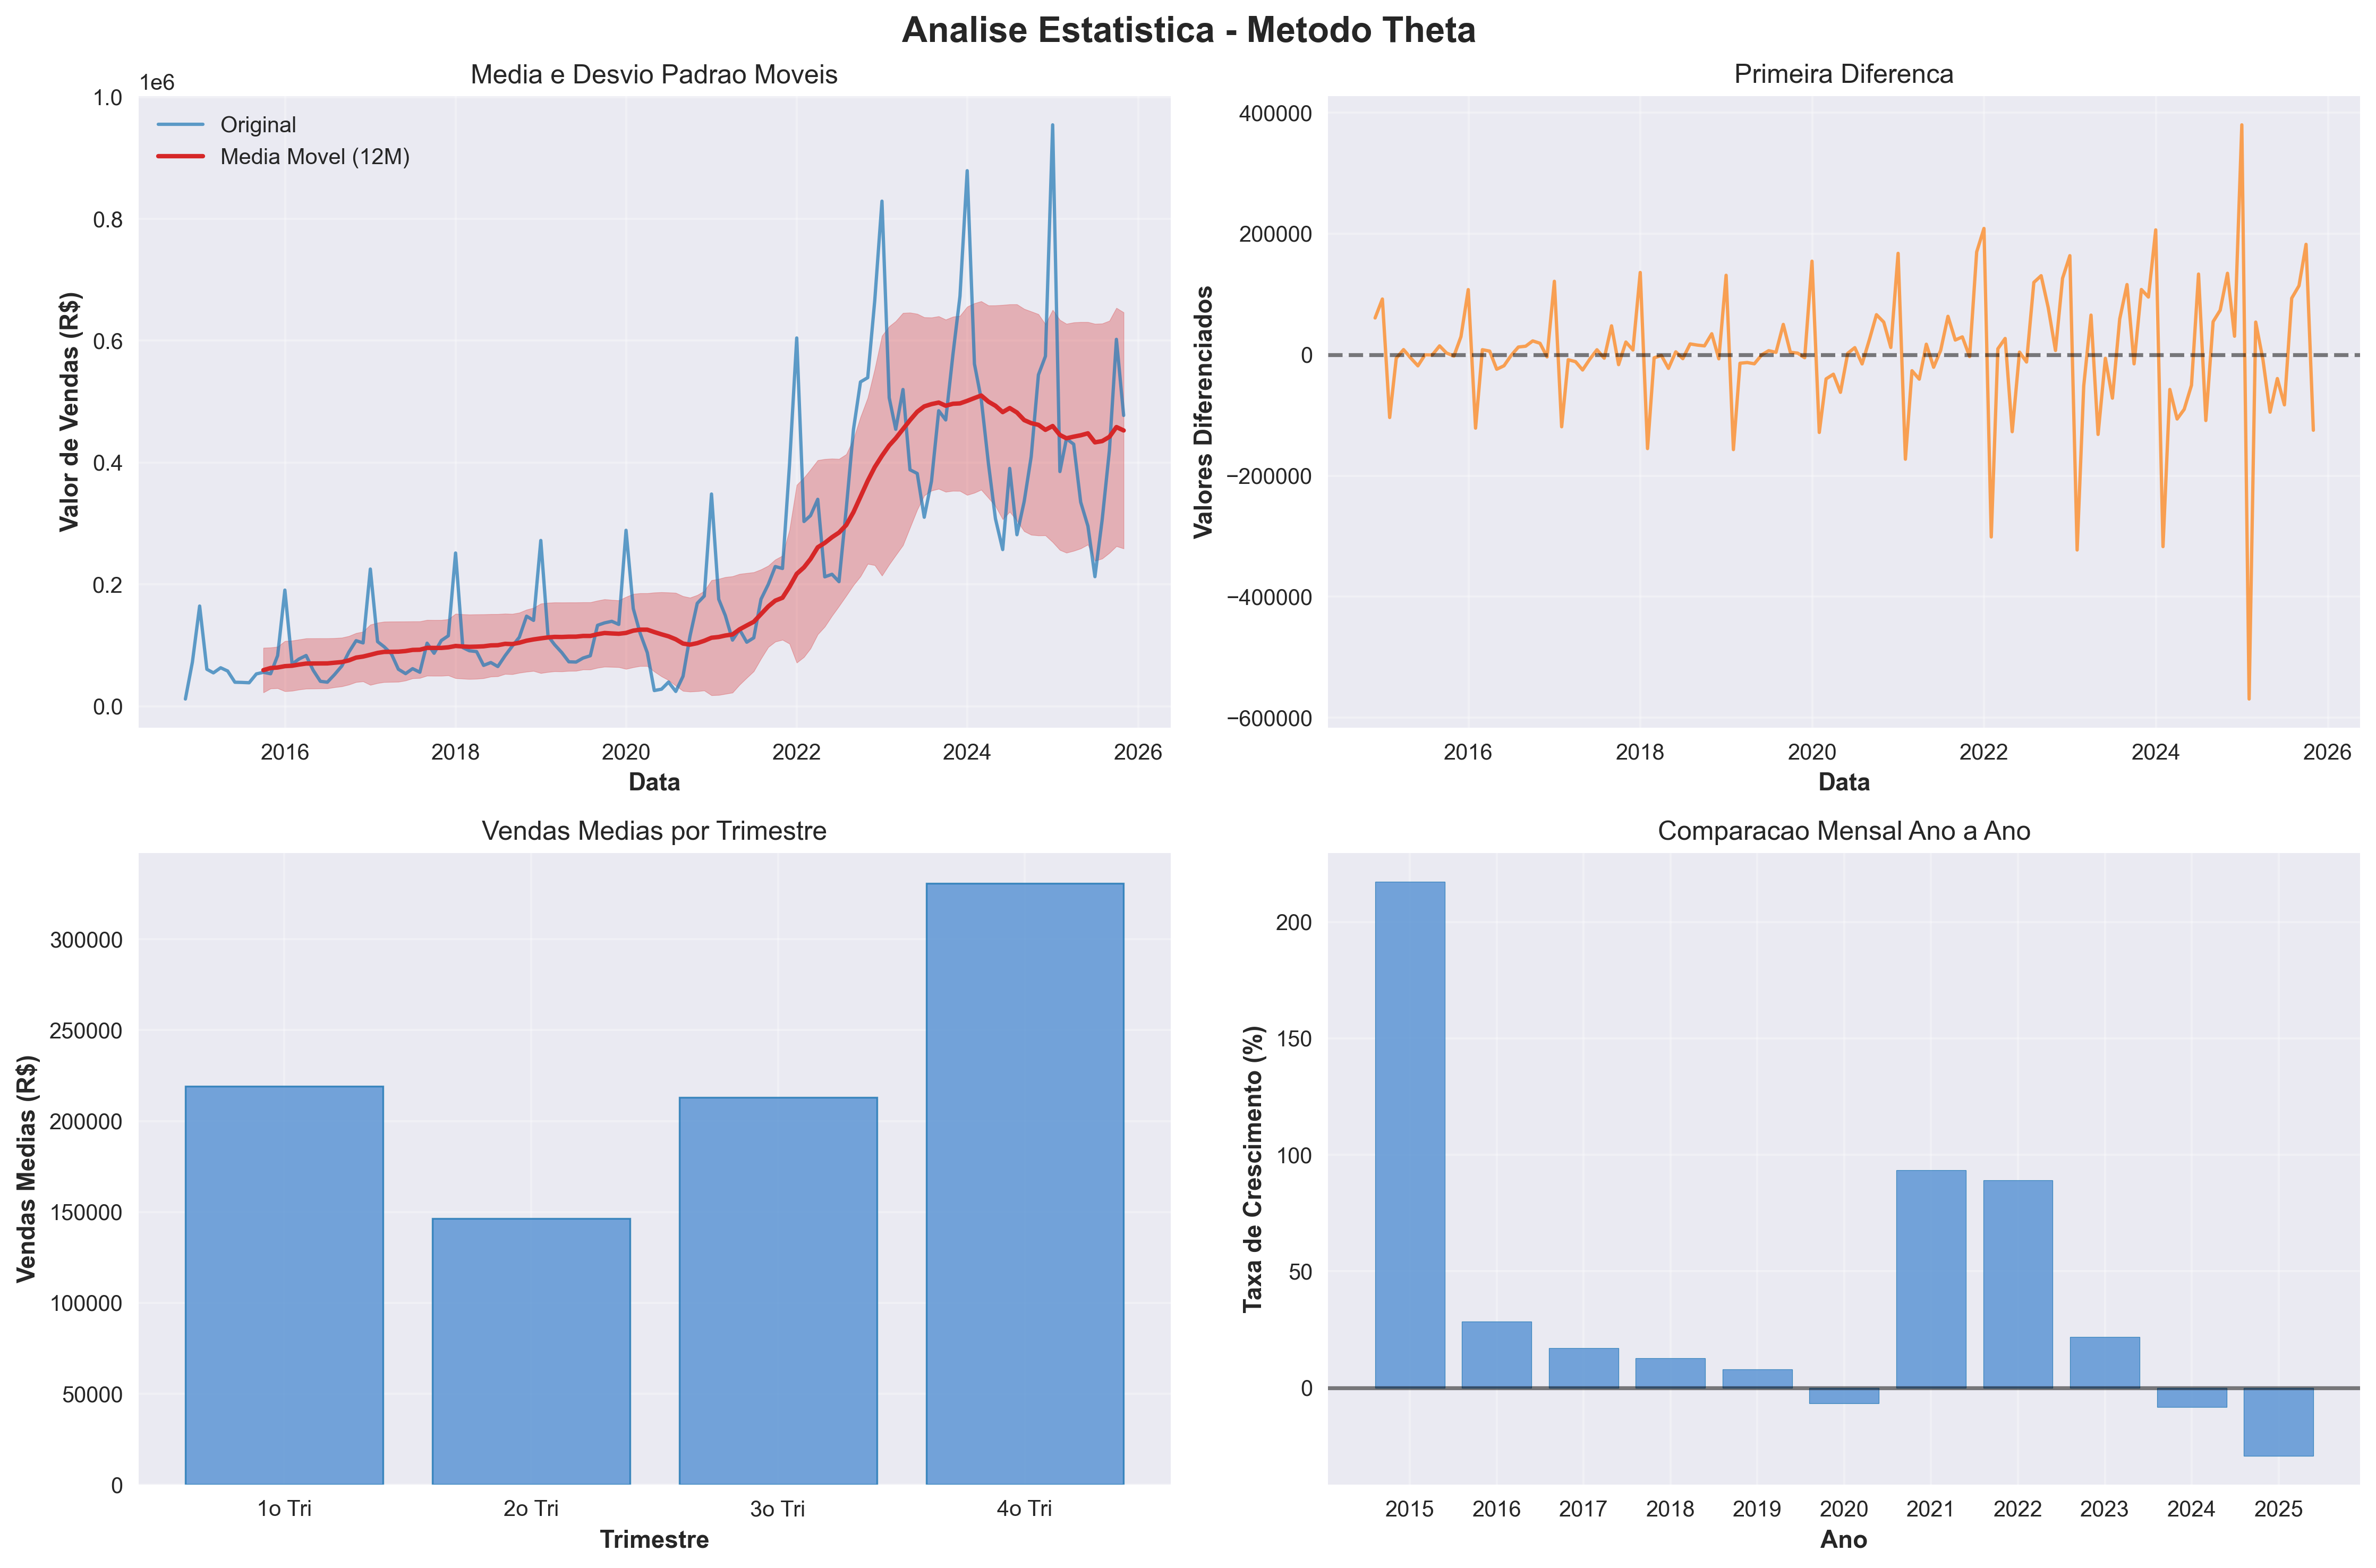 Analise Estatistica - Metodo Theta
Media e Desvio Padrao Moveis
1e6
Original
Media Movel (12M)
1.0
0.8
0.6
0.4
0.2
0.0
Valor de Vendas (R$)
2016 2018 2020 2022 2024 2026
Data
Primeira Diferenca
400000
200000
0
−200000
−400000
−600000
Valores Diferenciados
2016 2018 2020 2022 2024 2026
Data
Vendas Medias por Trimestre
300000
250000
200000
150000
100000
50000
0
Vendas Medias (R$)
1o Tri 2o Tri 3o Tri 4o Tri
Trimestre
Comparacao Mensal Ano a Ano
200
150
100
50
0
Taxa de Crescimento (%)
2015 2016 2017 2018 2019 2020 2021 2022 2023 2024 2025
Ano